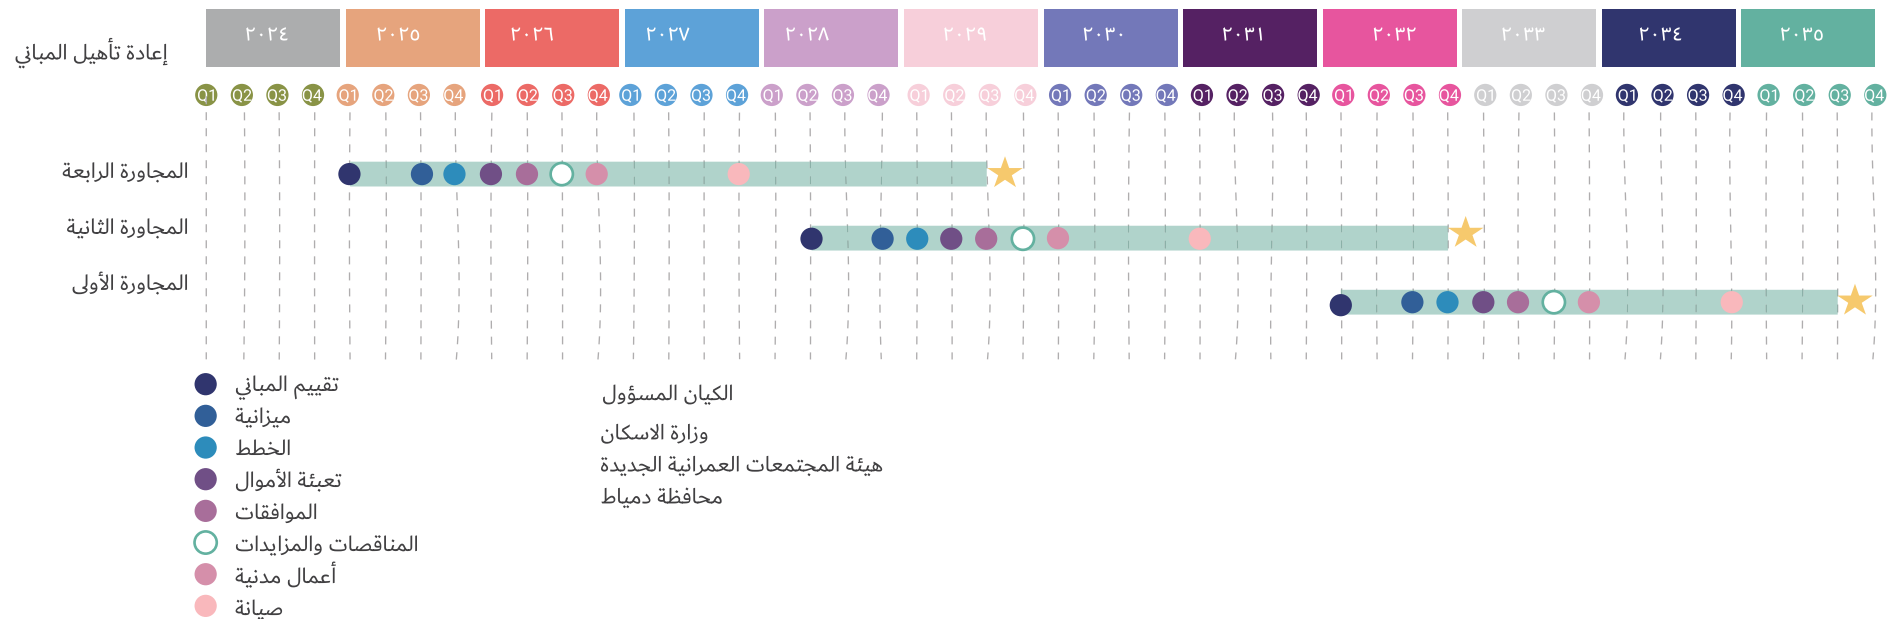 ٢٠٢٤ ٢٠٢٥ ٢٠٢٦ ٢٠٢٧ ٢٠٢٨ ٢٠٢٩ ٢٠٣٠ ٢٠٣١ ٢٠٣٢ ٢٠٣٣ ٢٠٣٤ ٢٠٣٥
إعادة تأهيل المباني
Q1 Q2 Q3 Q4 Q1 Q2 Q3 Q4 Q1 Q2 Q3 Q4 Q1 Q2 Q3 Q4 Q1 Q2 Q3 Q4 Q1 Q2 Q3 Q4 Q1 Q2 Q3 Q4 Q1 Q2 Q3 Q4 Q1 Q2 Q3 Q4 Q1 Q2 Q3 Q4 Q1 Q2 Q3 Q4 Q1 Q2 Q3 Q4
المجاورة الرابعة
المجاورة الثانية
المجاورة الأولى
تقييم المباني
ميزانية
الخطط
تعبئة الأموال
الموافقات
المناقصات والمزايدات
أعمال مدنية
صيانة
الكيان المسؤول
وزارة الاسكان
هيئة المجتمعات العمرانية الجديدة
محافظة دمياط